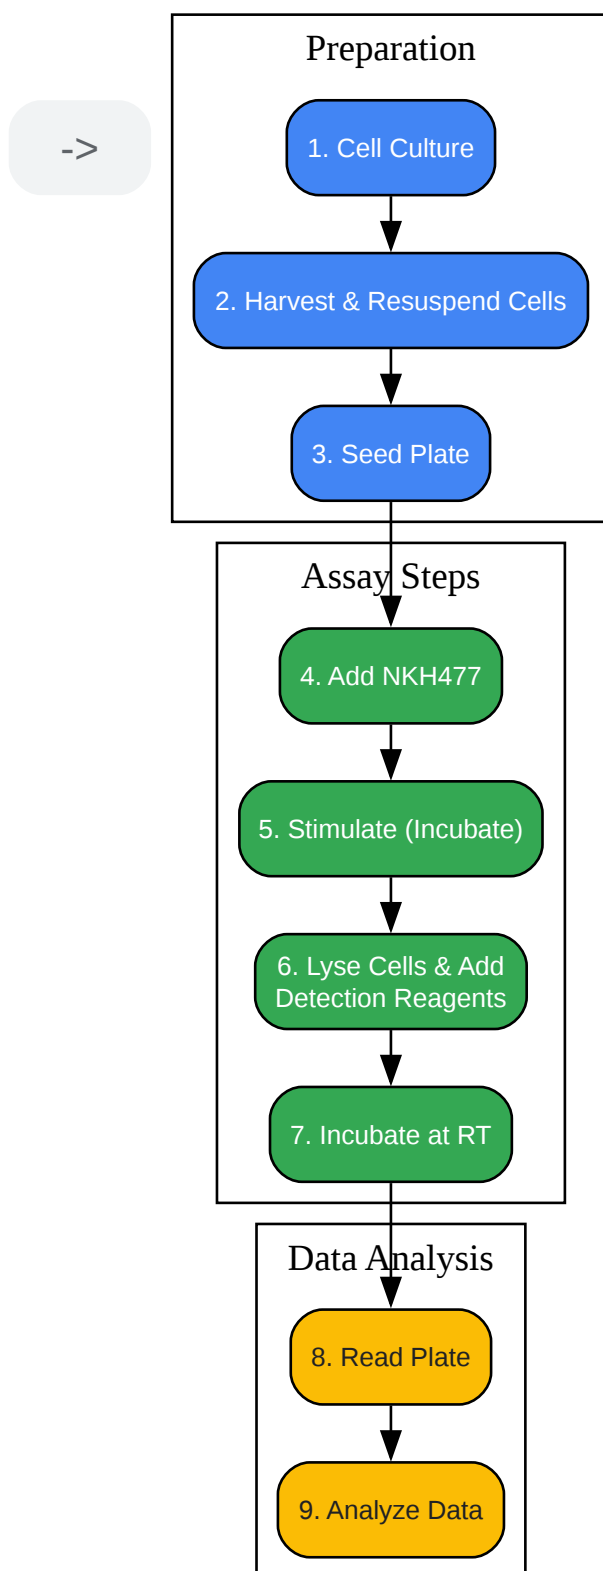 Preparation
->
1. Cell Culture
2. Harvest & Resuspend Cells
3. Seed Plate
Assay Steps
4. Add NKH477
5. Stimulate (Incubate)
6. Lyse Cells & Add
Detection Reagents
7. Incubate at RT
Data Analysis
8. Read Plate
9. Analyze Data